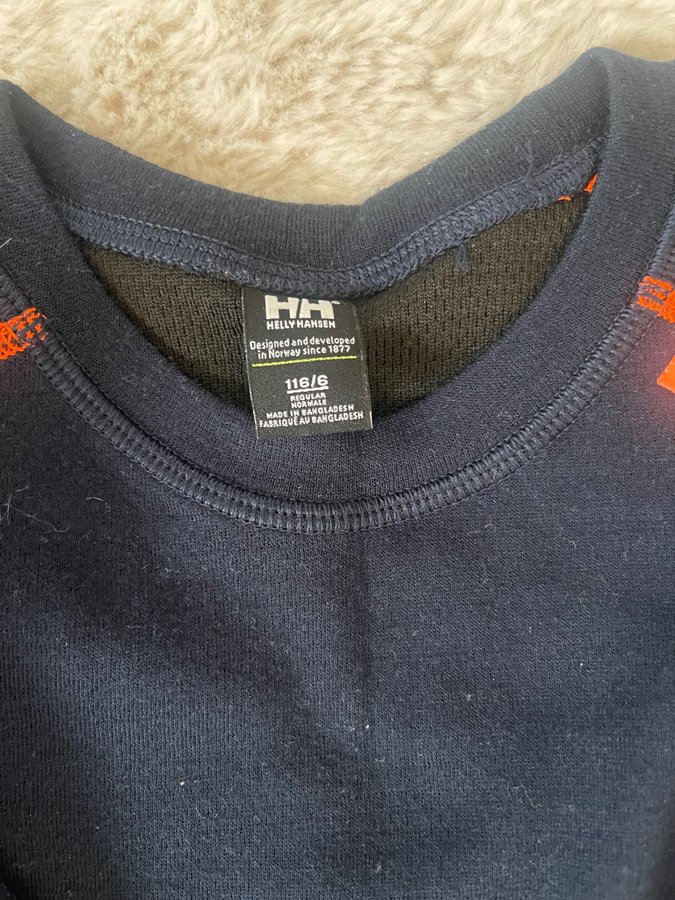 HH
HELLY HANSEN
Designed and developed
in Norway since 1877
116/6
REGULAR
NORMALE
MADE IN BANGLADESH
FABRIQUÉ AU BANGLADESH